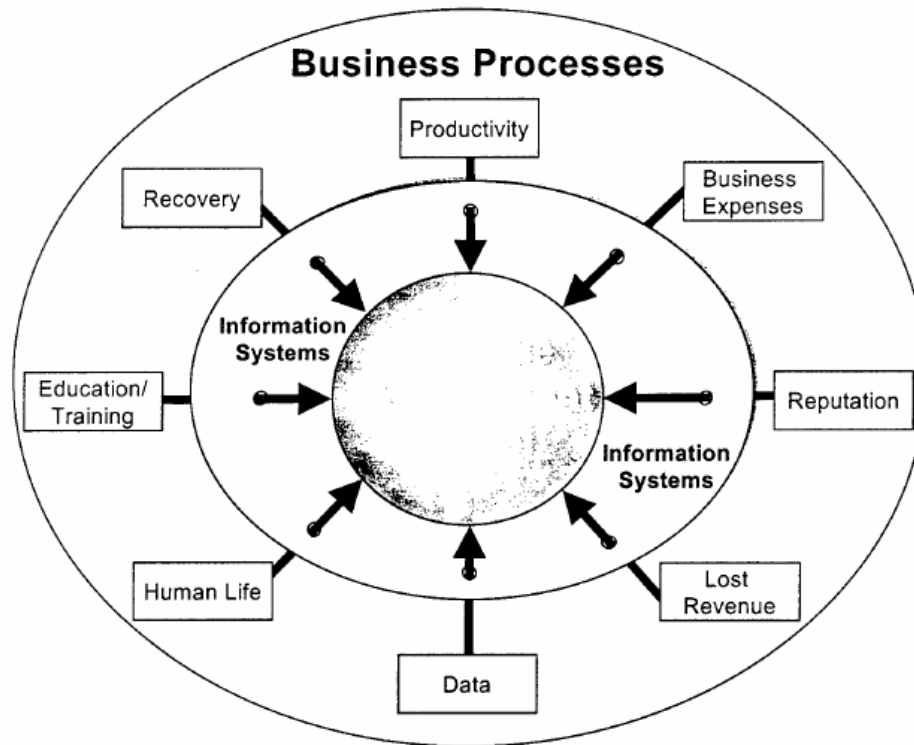 Business Processes
Productivity
Recovery
Business
Expenses
Information
Systems
Education/
Training
Reputation
Information
Systems
Human Life
Lost
Revenue
Data